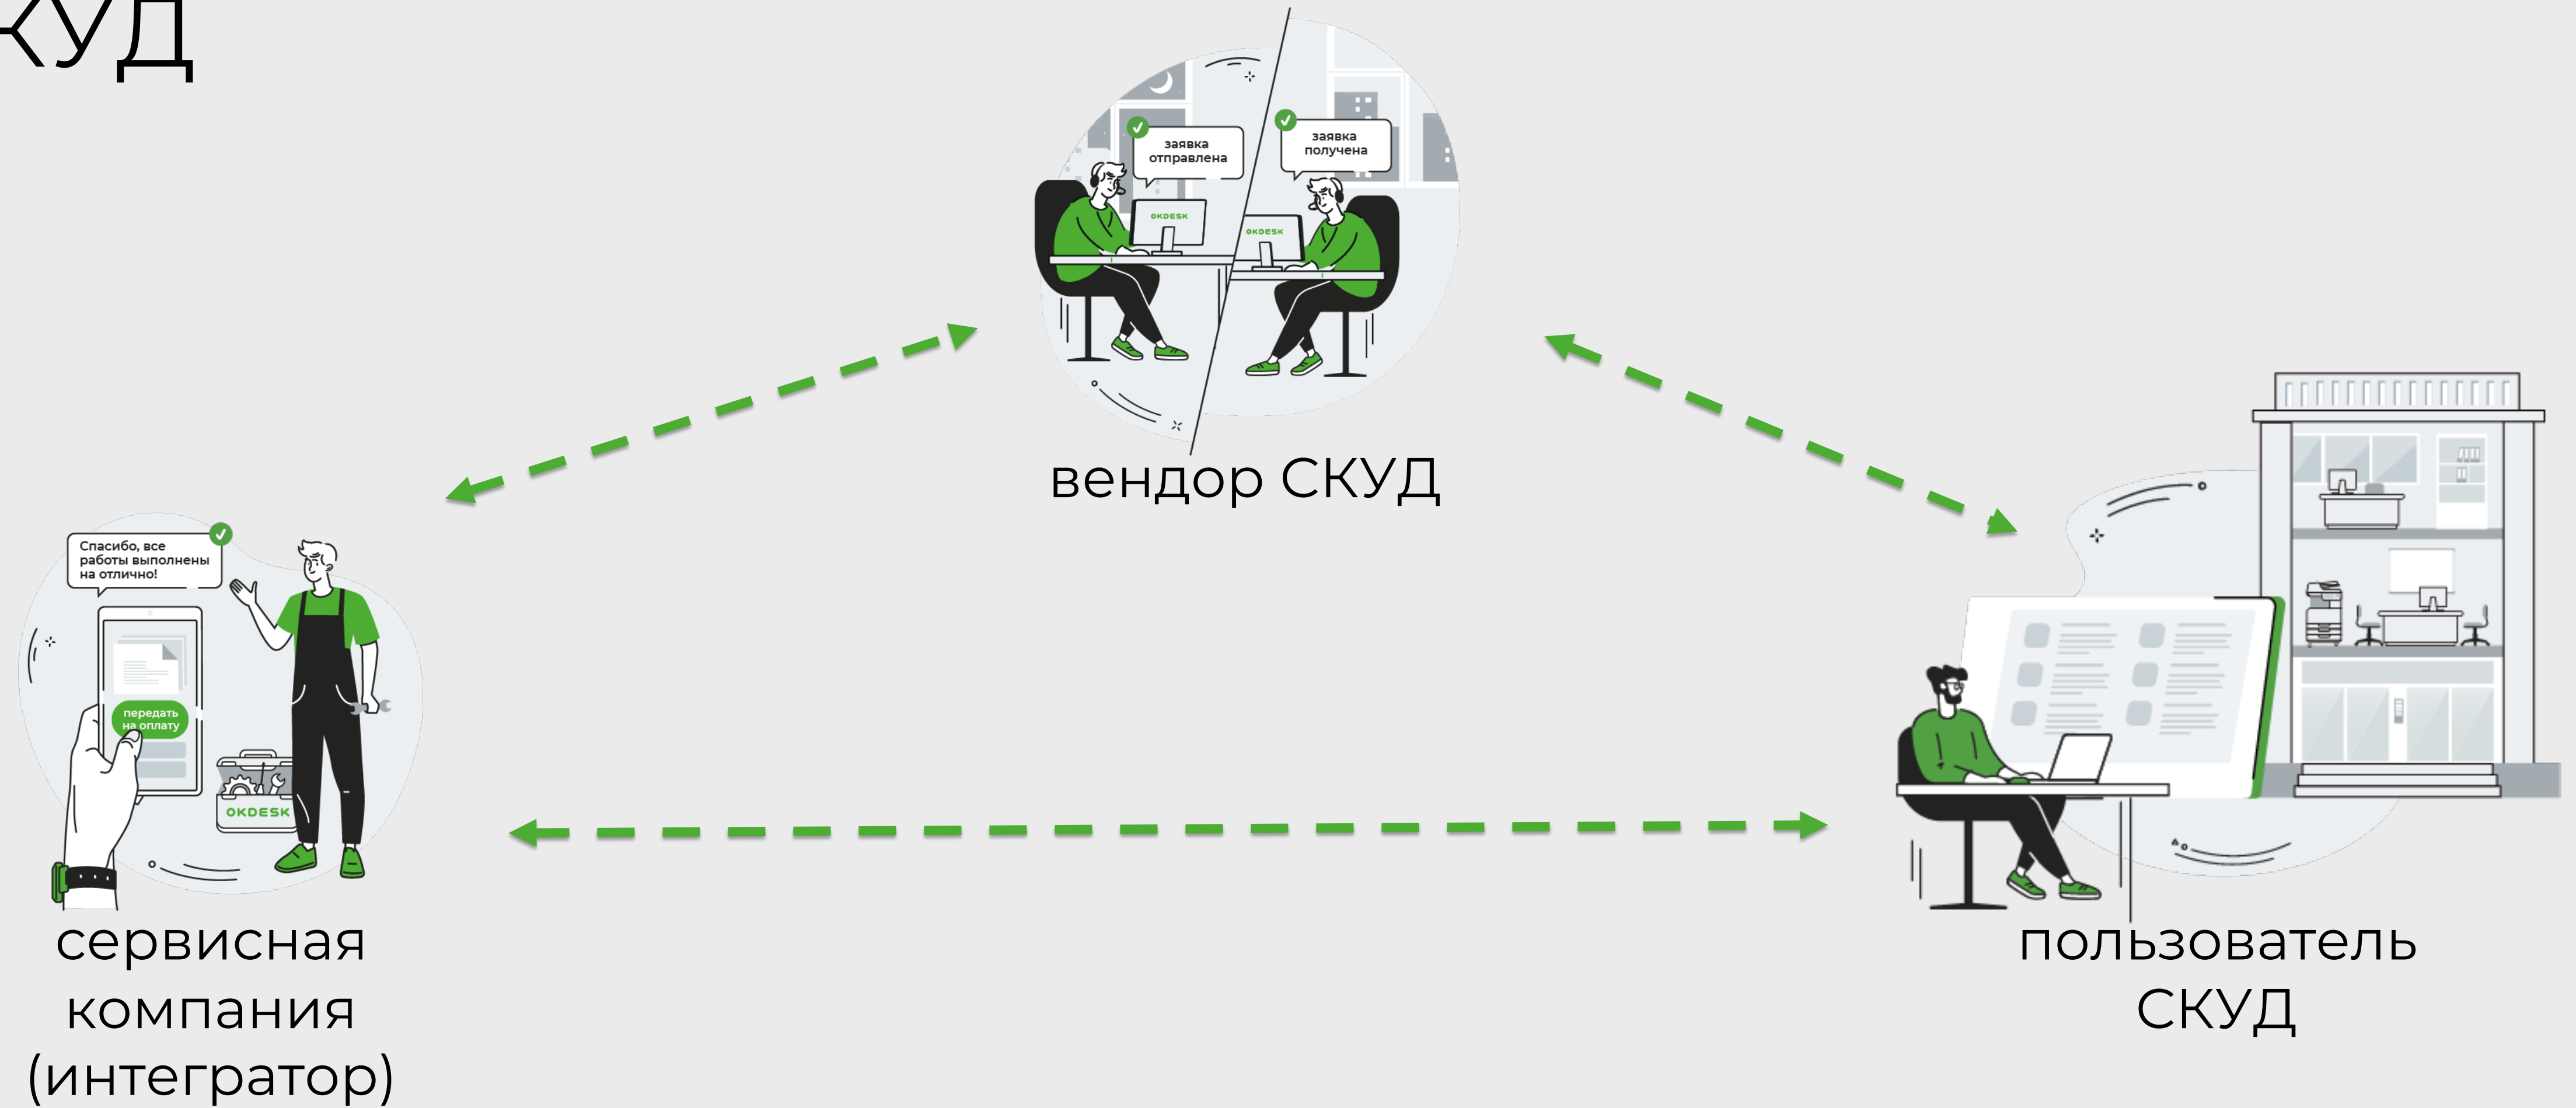 КУД
заявка
отправлена
заявка
получена
OKDESK
OKDESK
вендор СКУД
Спасибо, все
работы выполнены
на отлично!
передать
на оплату
OKDESK
сервисная
компания
(интегратор)
пользователь
СКУД